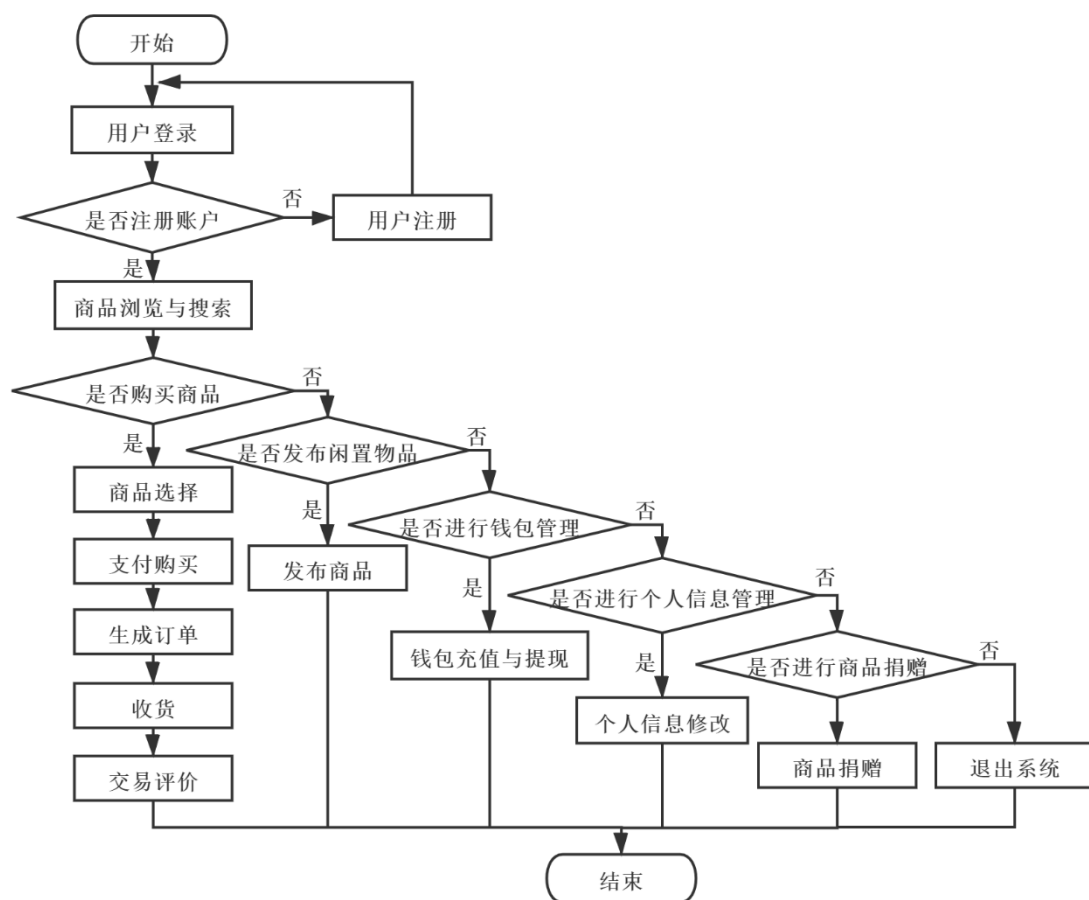 开始
用户登录
是否注册账户
否
用户注册
是
商品浏览与搜索
是否购买商品
否
是
是否发布闲置物品
否
商品选择
是
是否进行钱包管理
否
支付购买
发布商品
是
是否进行个人信息管理
否
生成订单
钱包充值与提现
是
是否进行商品捐赠
否
收货
个人信息修改
交易评价
商品捐赠
退出系统
结束